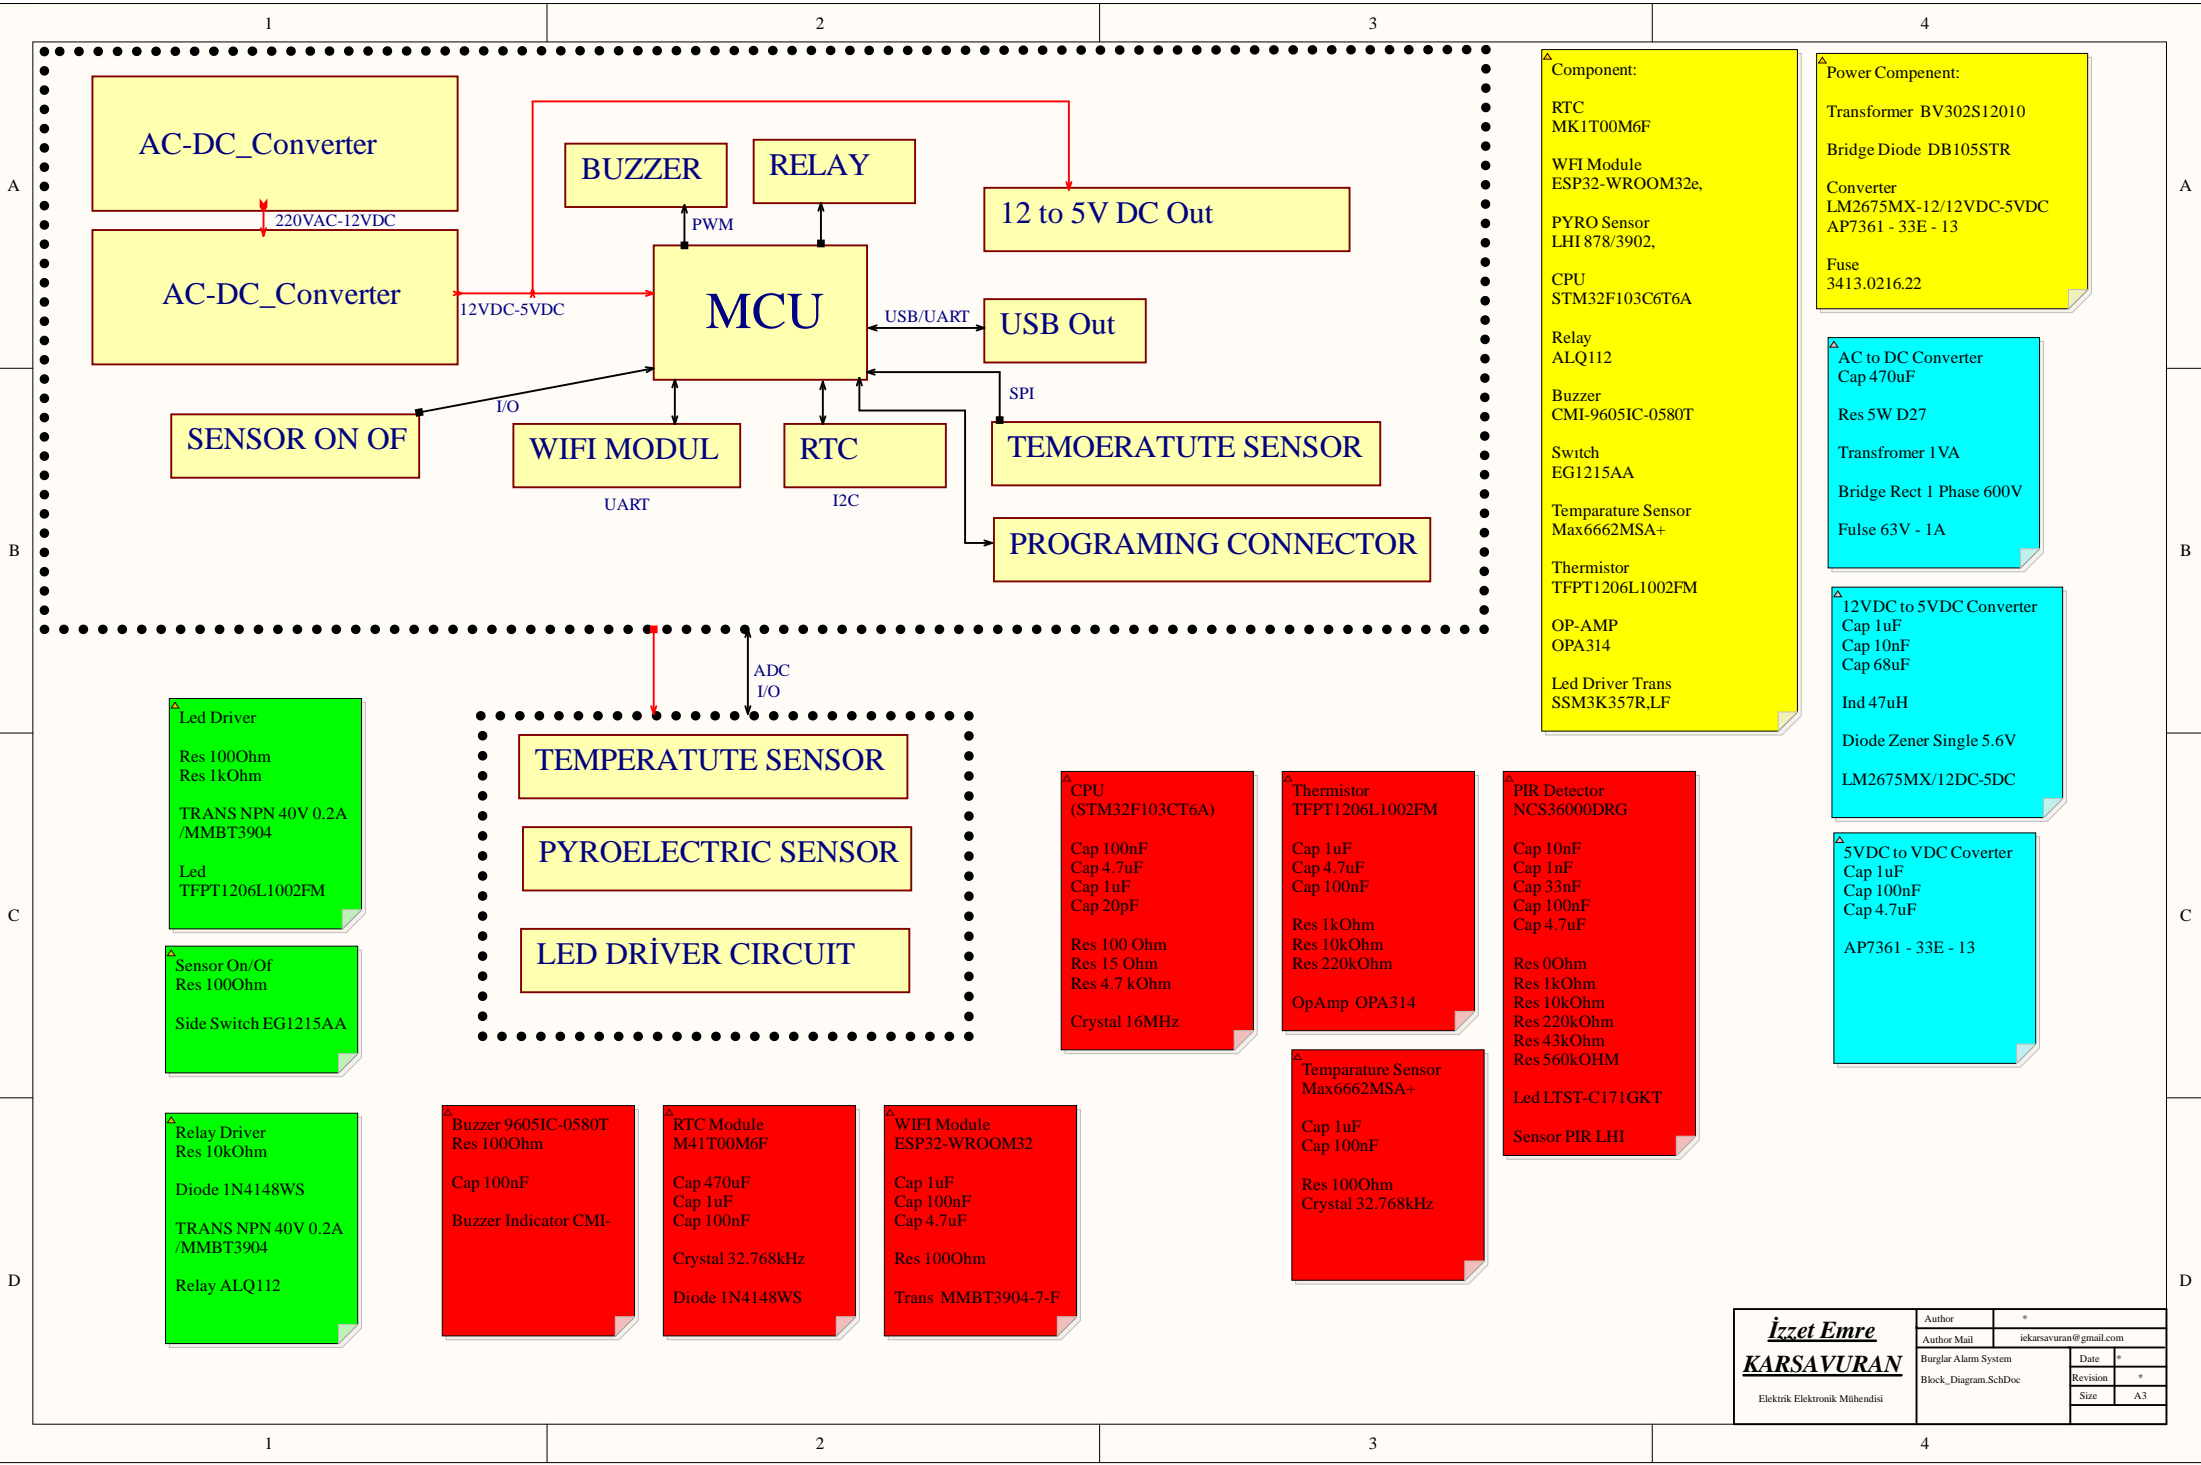 1
2
3
4
A
A
B
B
C
C
D
D
AC-DC_Converter
220VAC-12VDC
AC-DC_Converter
12VDC-5VDC
BUZZER
PWM
RELAY
12 to 5V DC Out
MCU
USB/UART
USB Out
I/O
SENSOR ON OF
WIFI MODUL
UART
RTC
I2C
SPI
TEMOERATUTE SENSOR
PROGRAMING CONNECTOR
ADC
I/O
TEMPERATUTE SENSOR
PYROELECTRIC SENSOR
LED DRİVER CIRCUIT
Component:
RTC
MK1T00M6F
WFI Module
ESP32-WROOM32e,
PYRO Sensor
LHI 878/3902,
CPU
STM32F103C6T6A
Relay
ALQ112
Buzzer
CMI-9605IC-0580T
Swıtch
EG1215AA
Temparature Sensor
Max6662MSA+
Thermistor
TFPT1206L1002FM
OP-AMP
OPA314
Led Driver Trans
SSM3K357R,LF
Power Compenent:
Transformer BV302S12010
Bridge Diode DB105STR
Converter
LM2675MX-12/12VDC-5VDC
AP7361 - 33E - 13
Fuse
3413.0216.22
AC to DC Converter
Cap 470uF
Res 5W D27
Transfromer 1VA
Bridge Rect 1 Phase 600V
Fulse 63V - 1A
12VDC to 5VDC Converter
Cap 1uF
Cap 10nF
Cap 68uF
Ind 47uH
Diode Zener Single 5.6V
LM2675MX/12DC-5DC
5VDC to VDC Coverter
Cap 1uF
Cap 100nF
Cap 4.7uF
AP7361 - 33E - 13
Led Driver
Res 100Ohm
Res 1kOhm
TRANS NPN 40V 0.2A
/MMBT3904
Led
TFPT1206L1002FM
Sensor On/Of
Res 100Ohm
Side Switch EG1215AA
Relay Driver
Res 10kOhm
Diode 1N4148WS
TRANS NPN 40V 0.2A
/MMBT3904
Relay ALQ112
Buzzer 9605IC-0580T
Res 100Ohm
Cap 100nF
Buzzer Indicator CMI-
RTC Module
M41T00M6F
Cap 470uF
Cap 1uF
Cap 100nF
Crystal 32.768kHz
Diode 1N4148WS
WIFI Module
ESP32-WROOM32
Cap 1uF
Cap 100nF
Cap 4.7uF
Res 100Ohm
Trans MMBT3904-7-F
CPU
(STM32F103CT6A)
Cap 100nF
Cap 4.7uF
Cap 1uF
Cap 20pF
Res 100 Ohm
Res 15 Ohm
Res 4.7 kOhm
Crystal 16MHz
Thermistor
TFPT1206L1002FM
Cap 1uF
Cap 4.7uF
Cap 100nF
Res 1kOhm
Res 10kOhm
Res 220kOhm
OpAmp OPA314
Temparature Sensor
Max6662MSA+
Cap 1uF
Cap 100nF
Res 100Ohm
Crystal 32.768kHz
PIR Detector
NCS36000DRG
Cap 10nF
Cap 1nF
Cap 33nF
Cap 100nF
Cap 4.7uF
Res 0Ohm
Res 1kOhm
Res 10kOhm
Res 220kOhm
Res 43kOhm
Res 560kOHM
Led LTST-C171GKT
Sensor PIR LHI
İzzet Emre
KARSAVURAN
Elektrik Elektronik Mühendisi
Author *
Author Mail iekarsavuran@gmail.com
Burglar Alarm System
Block_Diagram.SchDoc
Date *
Revision *
Size A3
1
2
3
4